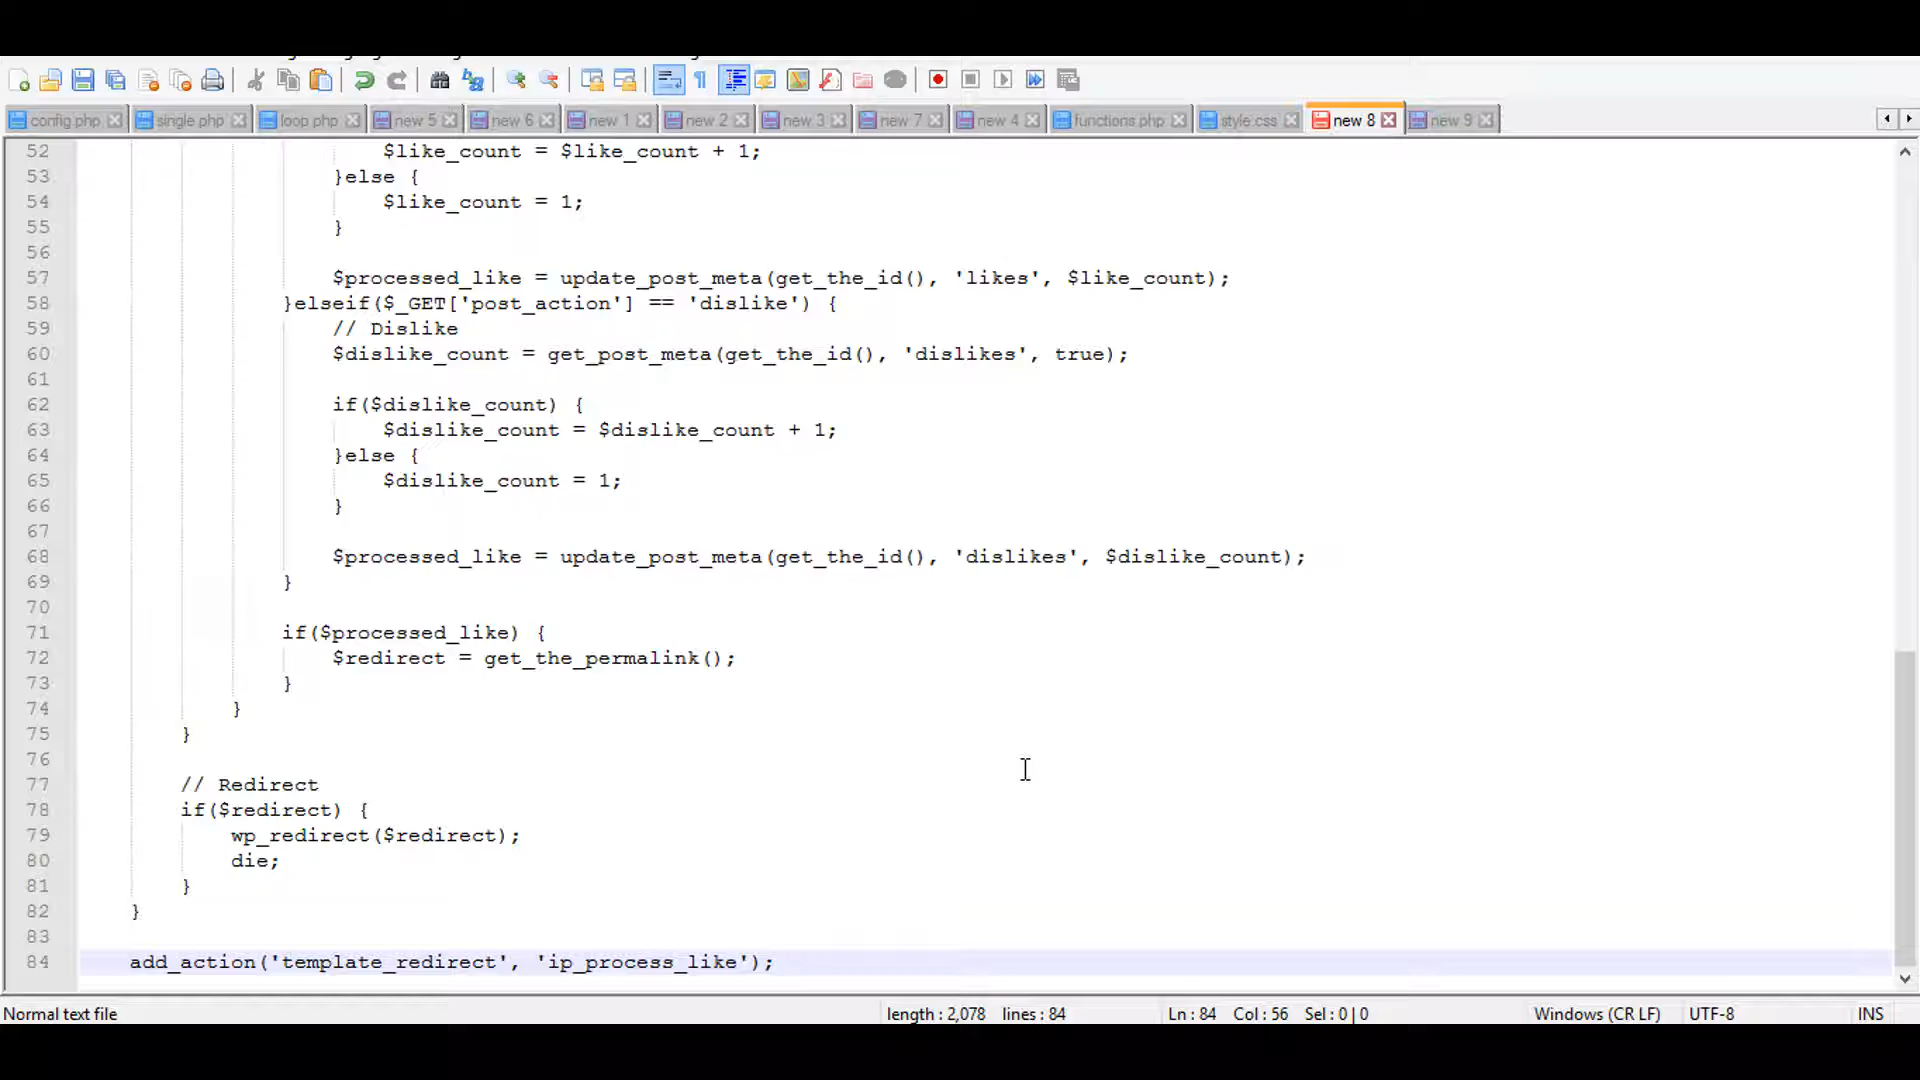 config.php single.php loop.php new 5 new 6 new 1 new 2 new 3 new 7 new 4 functions.php style.css new 8 new 9
52 $like_count = $like_count + 1;
53 }else {
54 $like_count = 1;
55 }
56
57 $processed_like = update_post_meta(get_the_id(), 'likes', $like_count);
58 }elseif($_GET['post_action'] == 'dislike') {
59 // Dislike
60 $dislike_count = get_post_meta(get_the_id(), 'dislikes', true);
61
62 if($dislike_count) {
63 $dislike_count = $dislike_count + 1;
64 }else {
65 $dislike_count = 1;
66 }
67
68 $processed_like = update_post_meta(get_the_id(), 'dislikes', $dislike_count);
69 }
70
71 if($processed_like) {
72 $redirect = get_the_permalink();
73 }
74 }
75 }
76
77 // Redirect
78 if($redirect) {
79 wp_redirect($redirect);
80 die;
81 }
82 }
83
84 add_action('template_redirect', 'ip_process_like');
Normal text file length : 2,078 lines : 84 Ln : 84 Col : 56 Sel : 0 | 0 Windows (CR LF) UTF-8 INS